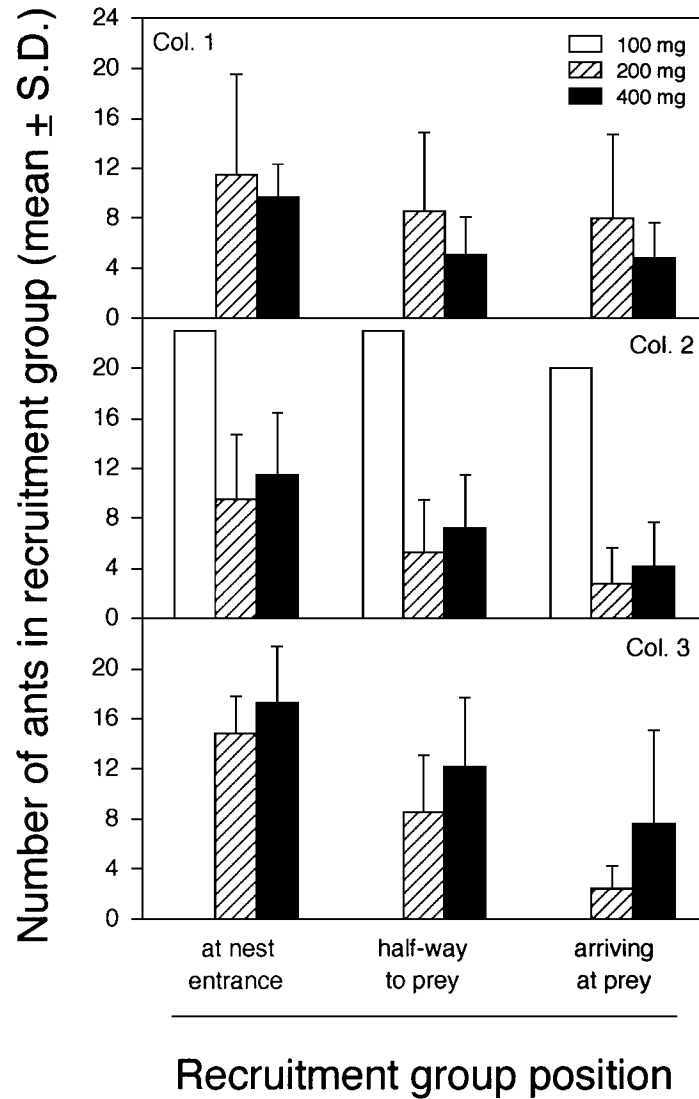 Number of ants in recruitment group (mean ± S.D.)
24
20
16
12
8
4
0
Col. 1
100 mg
200 mg
400 mg
20
16
12
8
4
0
Col. 2
20
16
12
8
4
0
Col. 3
at nest
entrance
half-way
to prey
arriving
at prey
Recruitment group position